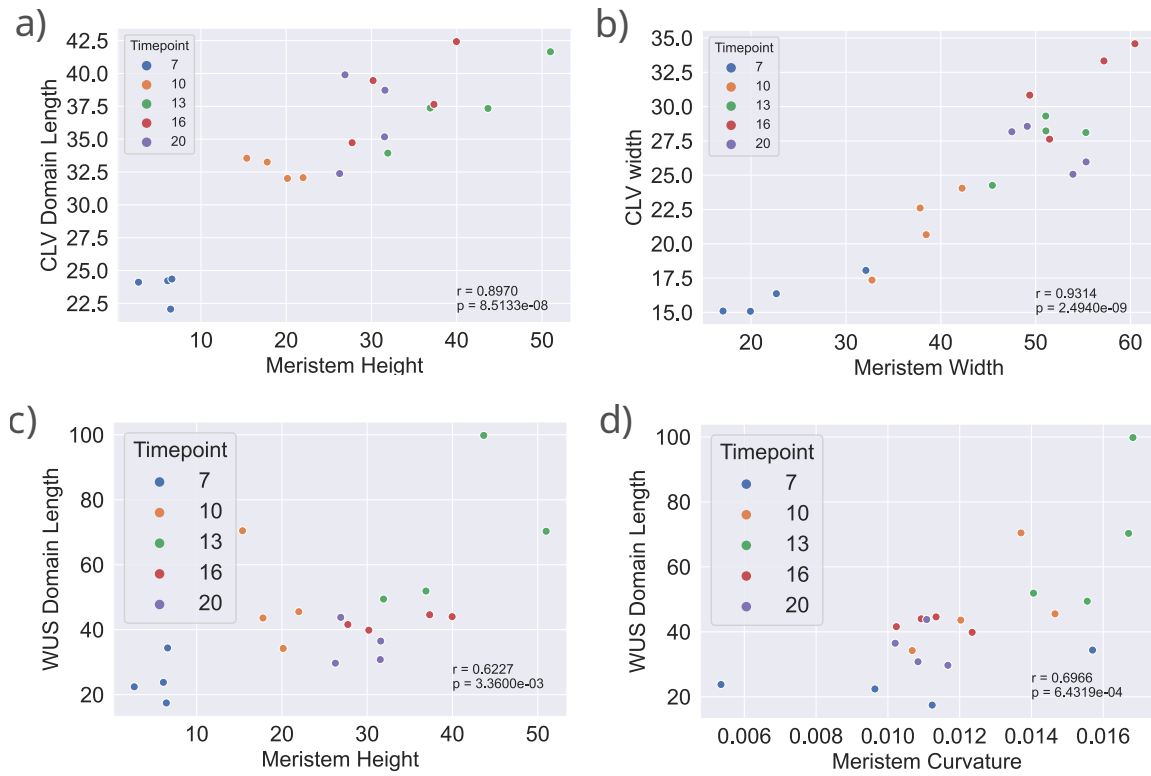 a)
CLV Domain Length
42.5
40.0
37.5
35.0
32.5
30.0
27.5
25.0
22.5
Timepoint
7
10
13
16
20
r = 0.8970
p = 8.5133e-08
10 20 30 40 50
Meristem Height
b)
CLV width
35.0
32.5
30.0
27.5
25.0
22.5
20.0
17.5
15.0
Timepoint
7
10
13
16
20
r = 0.9314
p = 2.4940e-09
20 30 40 50 60
Meristem Width
c)
WUS Domain Length
100
80
60
40
20
Timepoint
7
10
13
16
20
r = 0.6227
p = 3.3600e-03
10 20 30 40 50
Meristem Height
d)
WUS Domain Length
100
80
60
40
20
Timepoint
7
10
13
16
20
r = 0.6966
p = 6.4319e-04
0.006 0.008 0.010 0.012 0.014 0.016
Meristem Curvature